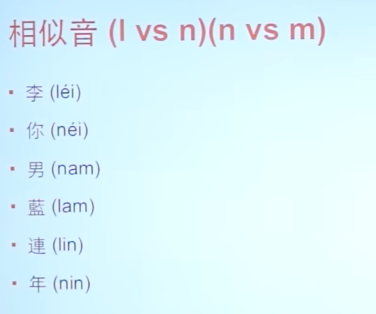 相似音 (l vs n)(n vs m)
▪ 李 (léi)
▪ 你 (néi)
▪ 男 (nam)
▪ 藍 (lam)
▪ 連 (lin)
▪ 年 (nin)